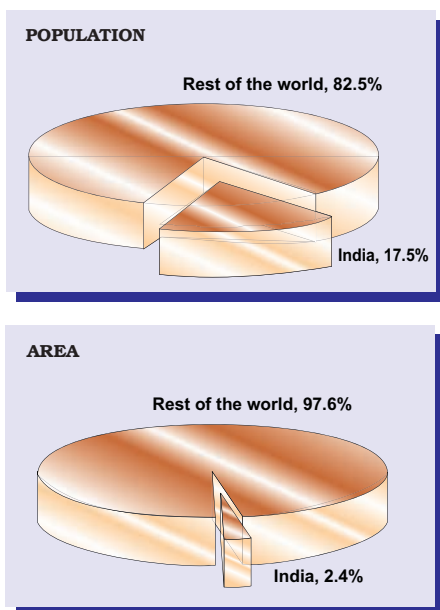 POPULATION
Rest of the world, 82.5%
India, 17.5%
AREA
Rest of the world, 97.6%
India, 2.4%